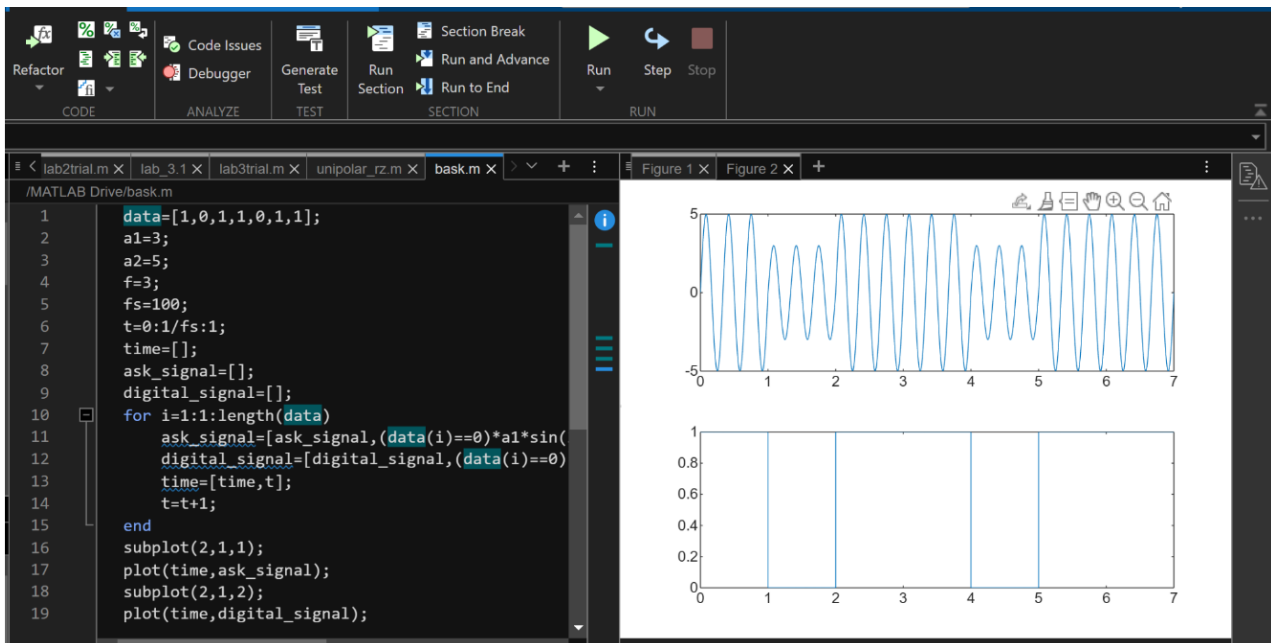 Refactor
Code Issues
Debugger
Generate
Test
Run
Section
Section Break
Run and Advance
Run to End
Run
Step
Stop
CODE
ANALYZE
TEST
SECTION
RUN
lab2trial.m
lab_3.1
lab3trial.m
unipolar_rz.m
bask.m
Figure 1
Figure 2
/MATLAB Drive/bask.m
1 data=[1,0,1,1,0,1,1];
2 a1=3;
3 a2=5;
4 f=3;
5 fs=100;
6 t=0:1/fs:1;
7 time=[];
8 ask_signal=[];
9 digital_signal=[];
10 for i=1:1:length(data)
11 ask_signal=[ask_signal,(data(i)==0)*a1*sin(
12 digital_signal=[digital_signal,(data(i)==0)
13 time=[time,t];
14 t=t+1;
15 end
16 subplot(2,1,1);
17 plot(time,ask_signal);
18 subplot(2,1,2);
19 plot(time,digital_signal);
5
0
-5
0 1 2 3 4 5 6 7
1
0.8
0.6
0.4
0.2
0
0 1 2 3 4 5 6 7